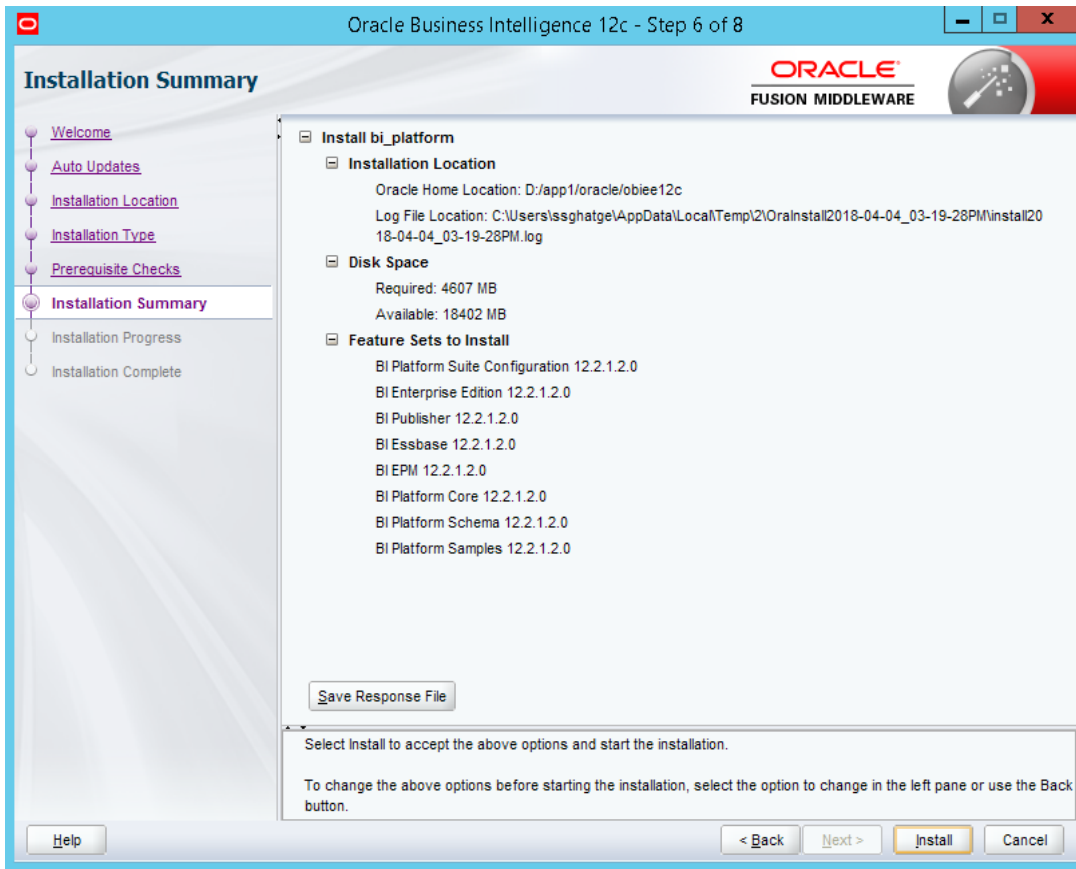 Oracle Business Intelligence 12c - Step 6 of 8
Installation Summary
ORACLE
FUSION MIDDLEWARE
Welcome
Auto Updates
Installation Location
Installation Type
Prerequisite Checks
Installation Summary
Installation Progress
Installation Complete
Install bi_platform
Installation Location
Oracle Home Location: D:/app1/oracle/obiee12c
Log File Location: C:\Users\ssghatge\AppData\Local\Temp\2\OraInstall2018-04-04_03-19-28PM\install20
18-04-04_03-19-28PM.log
Disk Space
Required: 4607 MB
Available: 18402 MB
Feature Sets to Install
BI Platform Suite Configuration 12.2.1.2.0
BI Enterprise Edition 12.2.1.2.0
BI Publisher 12.2.1.2.0
BI Essbase 12.2.1.2.0
BI EPM 12.2.1.2.0
BI Platform Core 12.2.1.2.0
BI Platform Schema 12.2.1.2.0
BI Platform Samples 12.2.1.2.0
Save Response File
Select Install to accept the above options and start the installation.
To change the above options before starting the installation, select the option to change in the left pane or use the Back
button.
Help
< Back
Next >
Install
Cancel